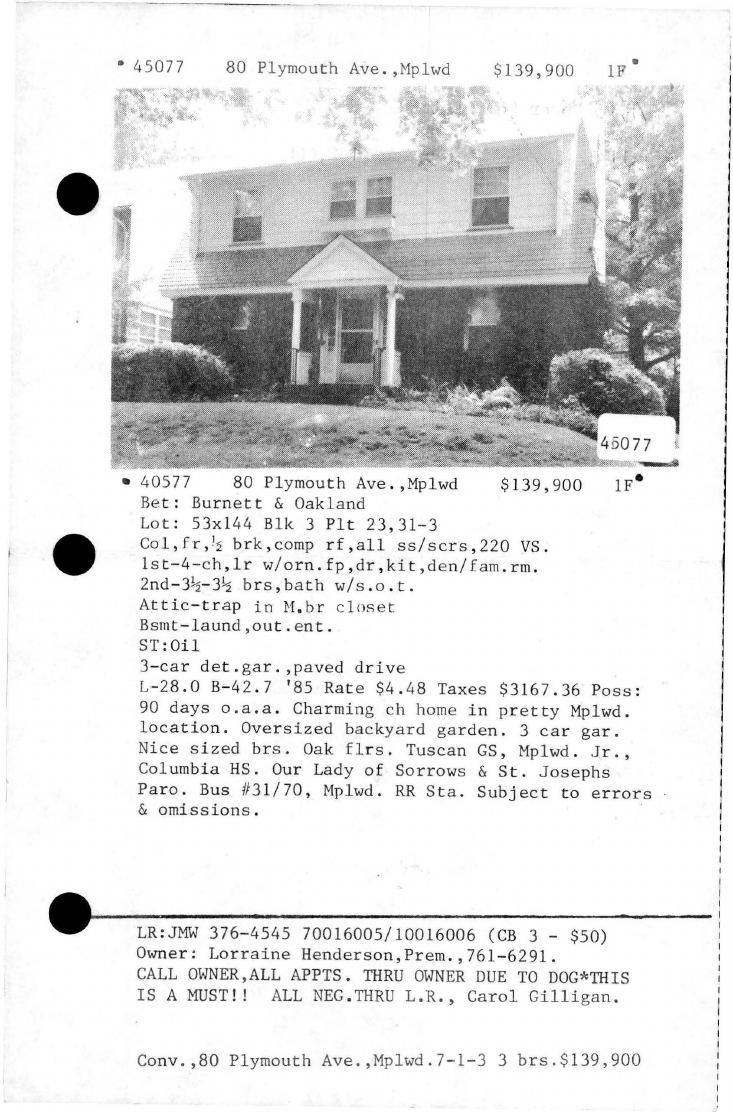 45077 80 Plymouth Ave.,Mplwd $139,900 1F
45077
40577 80 Plymouth Ave.,Mplwd $139,900 1F
Bet: Burnett & Oakland
Lot: 53x144 Blk 3 Plt 23,31-3
Col,fr,½ brk,comp rf,all ss/scrs,220 VS.
1st-4-ch,lr w/orn.fp,dr,kit,den/fam.rm.
2nd-3½-3½ brs,bath w/s.o.t.
Attic-trap in M.br closet
Bsmt-laund,out.ent.
ST:Oil
3-car det.gar.,paved drive
L-28.0 B-42.7 '85 Rate $4.48 Taxes $3167.36 Poss:
90 days o.a.a. Charming ch home in pretty Mplwd.
location. Oversized backyard garden. 3 car gar.
Nice sized brs. Oak flrs. Tuscan GS, Mplwd. Jr.,
Columbia HS. Our Lady of Sorrows & St. Josephs
Paro. Bus #31/70, Mplwd. RR Sta. Subject to errors
& omissions.
LR:JMW 376-4545 70016005/10016006 (CB 3 - $50)
Owner: Lorraine Henderson,Prem.,761-6291.
CALL OWNER,ALL APPTS. THRU OWNER DUE TO DOG*THIS
IS A MUST!! ALL NEG.THRU L.R., Carol Gilligan.
Conv.,80 Plymouth Ave.,Mplwd.7-1-3 3 brs.$139,900